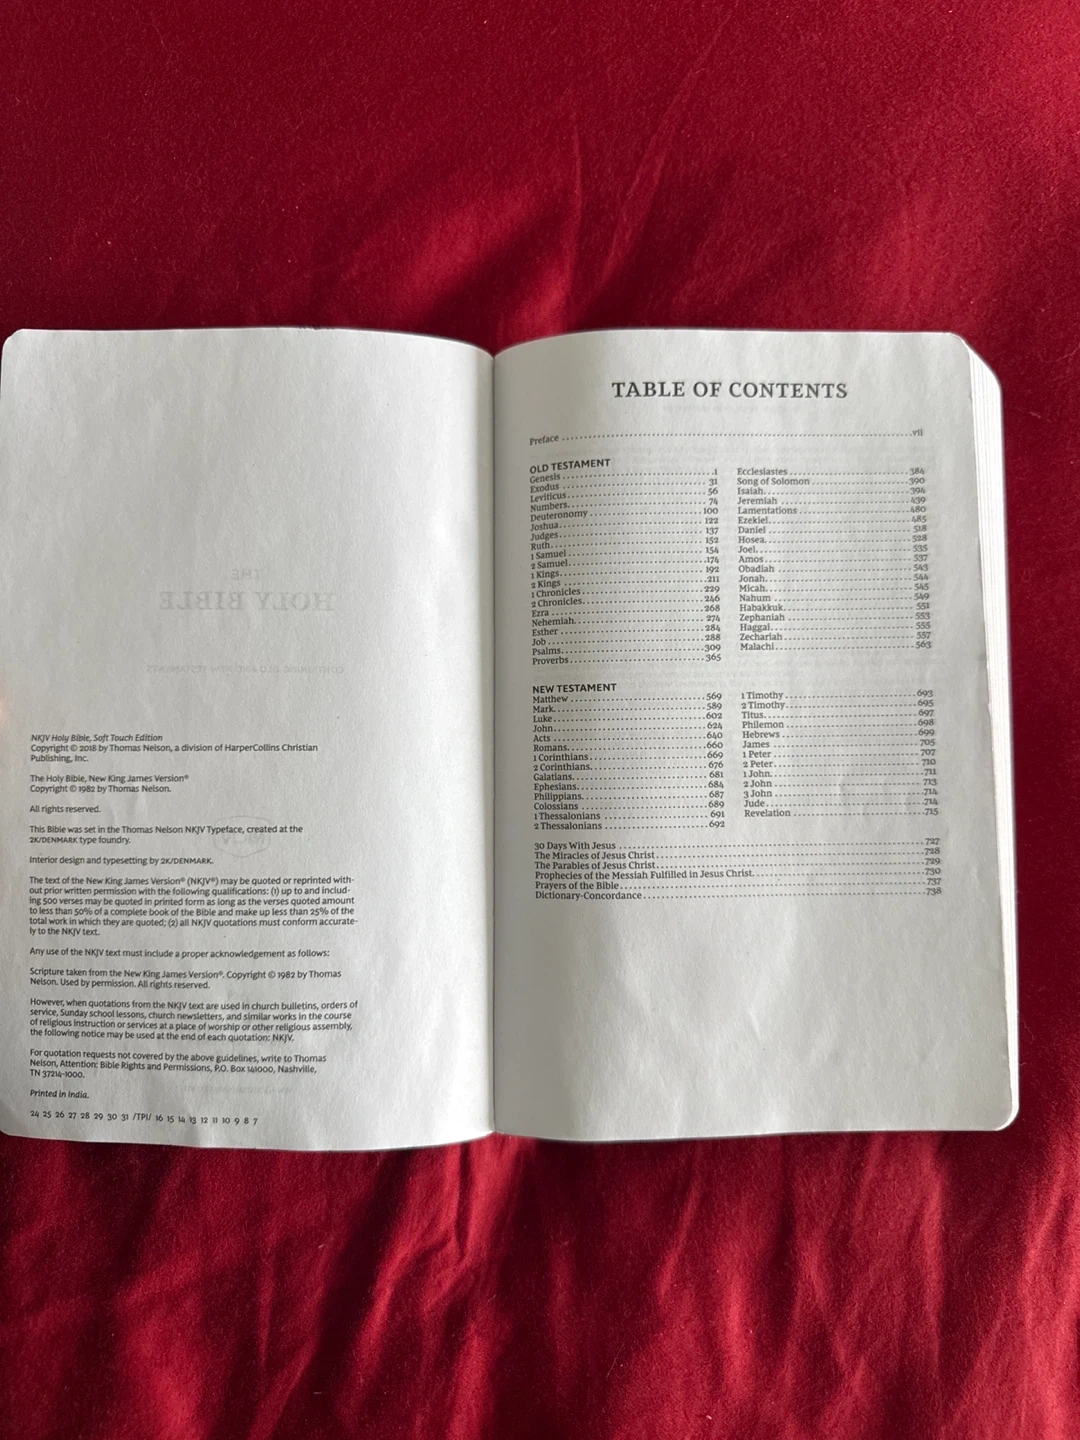 THE
HOLY BIBLE
CONTAINING THE OLD AND NEW TESTAMENTS
NKJV Holy Bible, Soft Touch Edition
Copyright © 2018 by Thomas Nelson, a division of HarperCollins Christian
Publishing, Inc.
The Holy Bible, New King James Version®
Copyright © 1982 by Thomas Nelson.
All rights reserved.
This Bible was set in the Thomas Nelson NKJV Typeface, created at the
2K/DENMARK type foundry.
Interior design and typesetting by 2K/DENMARK.
The text of the New King James Version® (NKJV®) may be quoted or reprinted with-
out prior written permission with the following qualifications: (1) up to and includ-
ing 500 verses may be quoted in printed form as long as the verses quoted amount
to less than 50% of a complete book of the Bible and make up less than 25% of the
total work in which they are quoted; (2) all NKJV quotations must conform accurate-
ly to the NKJV text.
Any use of the NKJV text must include a proper acknowledgement as follows:
Scripture taken from the New King James Version®. Copyright © 1982 by Thomas
Nelson. Used by permission. All rights reserved.
However, when quotations from the NKJV text are used in church bulletins, orders of
service, Sunday school lessons, church newsletters, and similar works in the course
of religious instruction or services at a place of worship or other religious assembly,
the following notice may be used at the end of each quotation: NKJV.
For quotation requests not covered by the above guidelines, write to Thomas
Nelson, Attention: Bible Rights and Permissions, P.O. Box 141000, Nashville,
TN 37214-1000.
Printed in India.
24 25 26 27 28 29 30 31 /TPI/ 16 15 14 13 12 11 10 9 8 7
TABLE OF CONTENTS
Preface ........ vii
OLD TESTAMENT
Genesis ........ 1
Exodus ........ 31
Leviticus ........ 56
Numbers ........ 74
Deuteronomy ........ 100
Joshua ........ 122
Judges ........ 137
Ruth ........ 152
1 Samuel ........ 154
2 Samuel ........ 174
1 Kings ........ 192
2 Kings ........ 211
1 Chronicles ........ 229
2 Chronicles ........ 246
Ezra ........ 268
Nehemiah ........ 274
Esther ........ 284
Job ........ 288
Psalms ........ 309
Proverbs ........ 365
Ecclesiastes ........ 384
Song of Solomon ........ 390
Isaiah ........ 394
Jeremiah ........ 439
Lamentations ........ 480
Ezekiel ........ 485
Daniel ........ 518
Hosea ........ 528
Joel ........ 535
Amos ........ 537
Obadiah ........ 543
Jonah ........ 544
Micah ........ 545
Nahum ........ 549
Habakkuk ........ 551
Zephaniah ........ 553
Haggai ........ 555
Zechariah ........ 557
Malachi ........ 563
NEW TESTAMENT
Matthew ........ 569
Mark ........ 589
Luke ........ 602
John ........ 624
Acts ........ 640
Romans ........ 660
1 Corinthians ........ 669
2 Corinthians ........ 676
Galatians ........ 681
Ephesians ........ 684
Philippians ........ 687
Colossians ........ 689
1 Thessalonians ........ 691
2 Thessalonians ........ 692
1 Timothy ........ 693
2 Timothy ........ 695
Titus ........ 697
Philemon ........ 698
Hebrews ........ 699
James ........ 705
1 Peter ........ 707
2 Peter ........ 710
1 John ........ 711
2 John ........ 713
3 John ........ 714
Jude ........ 714
Revelation ........ 715
30 Days With Jesus ........ 727
The Miracles of Jesus Christ ........ 728
The Parables of Jesus Christ ........ 729
Prophecies of the Messiah Fulfilled in Jesus Christ ........ 730
Prayers of the Bible ........ 737
Dictionary-Concordance ........ 738